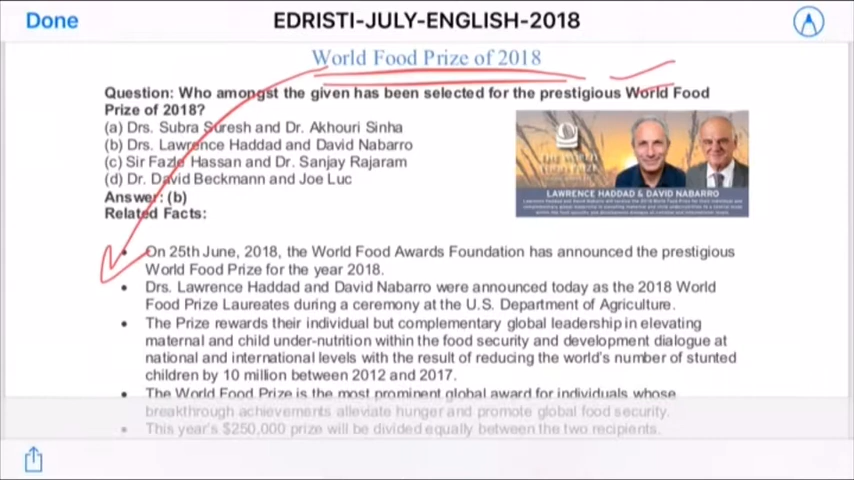 Done
EDRISTI-JULY-ENGLISH-2018
World Food Prize of 2018
Question: Who amongst the given has been selected for the prestigious World Food
Prize of 2018?
(a) Drs. Subra Suresh and Dr. Akhouri Sinha
(b) Drs. Lawrence Haddad and David Nabarro
(c) Sir Fazle Hassan and Dr. Sanjay Rajaram
(d) Dr. David Beckmann and Joe Luc
Answer: (b)
Related Facts:
LAWRENCE HADDAD & DAVID NABARRO
• On 25th June, 2018, the World Food Awards Foundation has announced the prestigious
World Food Prize for the year 2018.
• Drs. Lawrence Haddad and David Nabarro were announced today as the 2018 World
Food Prize Laureates during a ceremony at the U.S. Department of Agriculture.
• The Prize rewards their individual but complementary global leadership in elevating
maternal and child under-nutrition within the food security and development dialogue at
national and international levels with the result of reducing the world's number of stunted
children by 10 million between 2012 and 2017.
• The World Food Prize is the most prominent global award for individuals whose
breakthrough achievements alleviate hunger and promote global food security.
• This year's $250,000 prize will be divided equally between the two recipients.